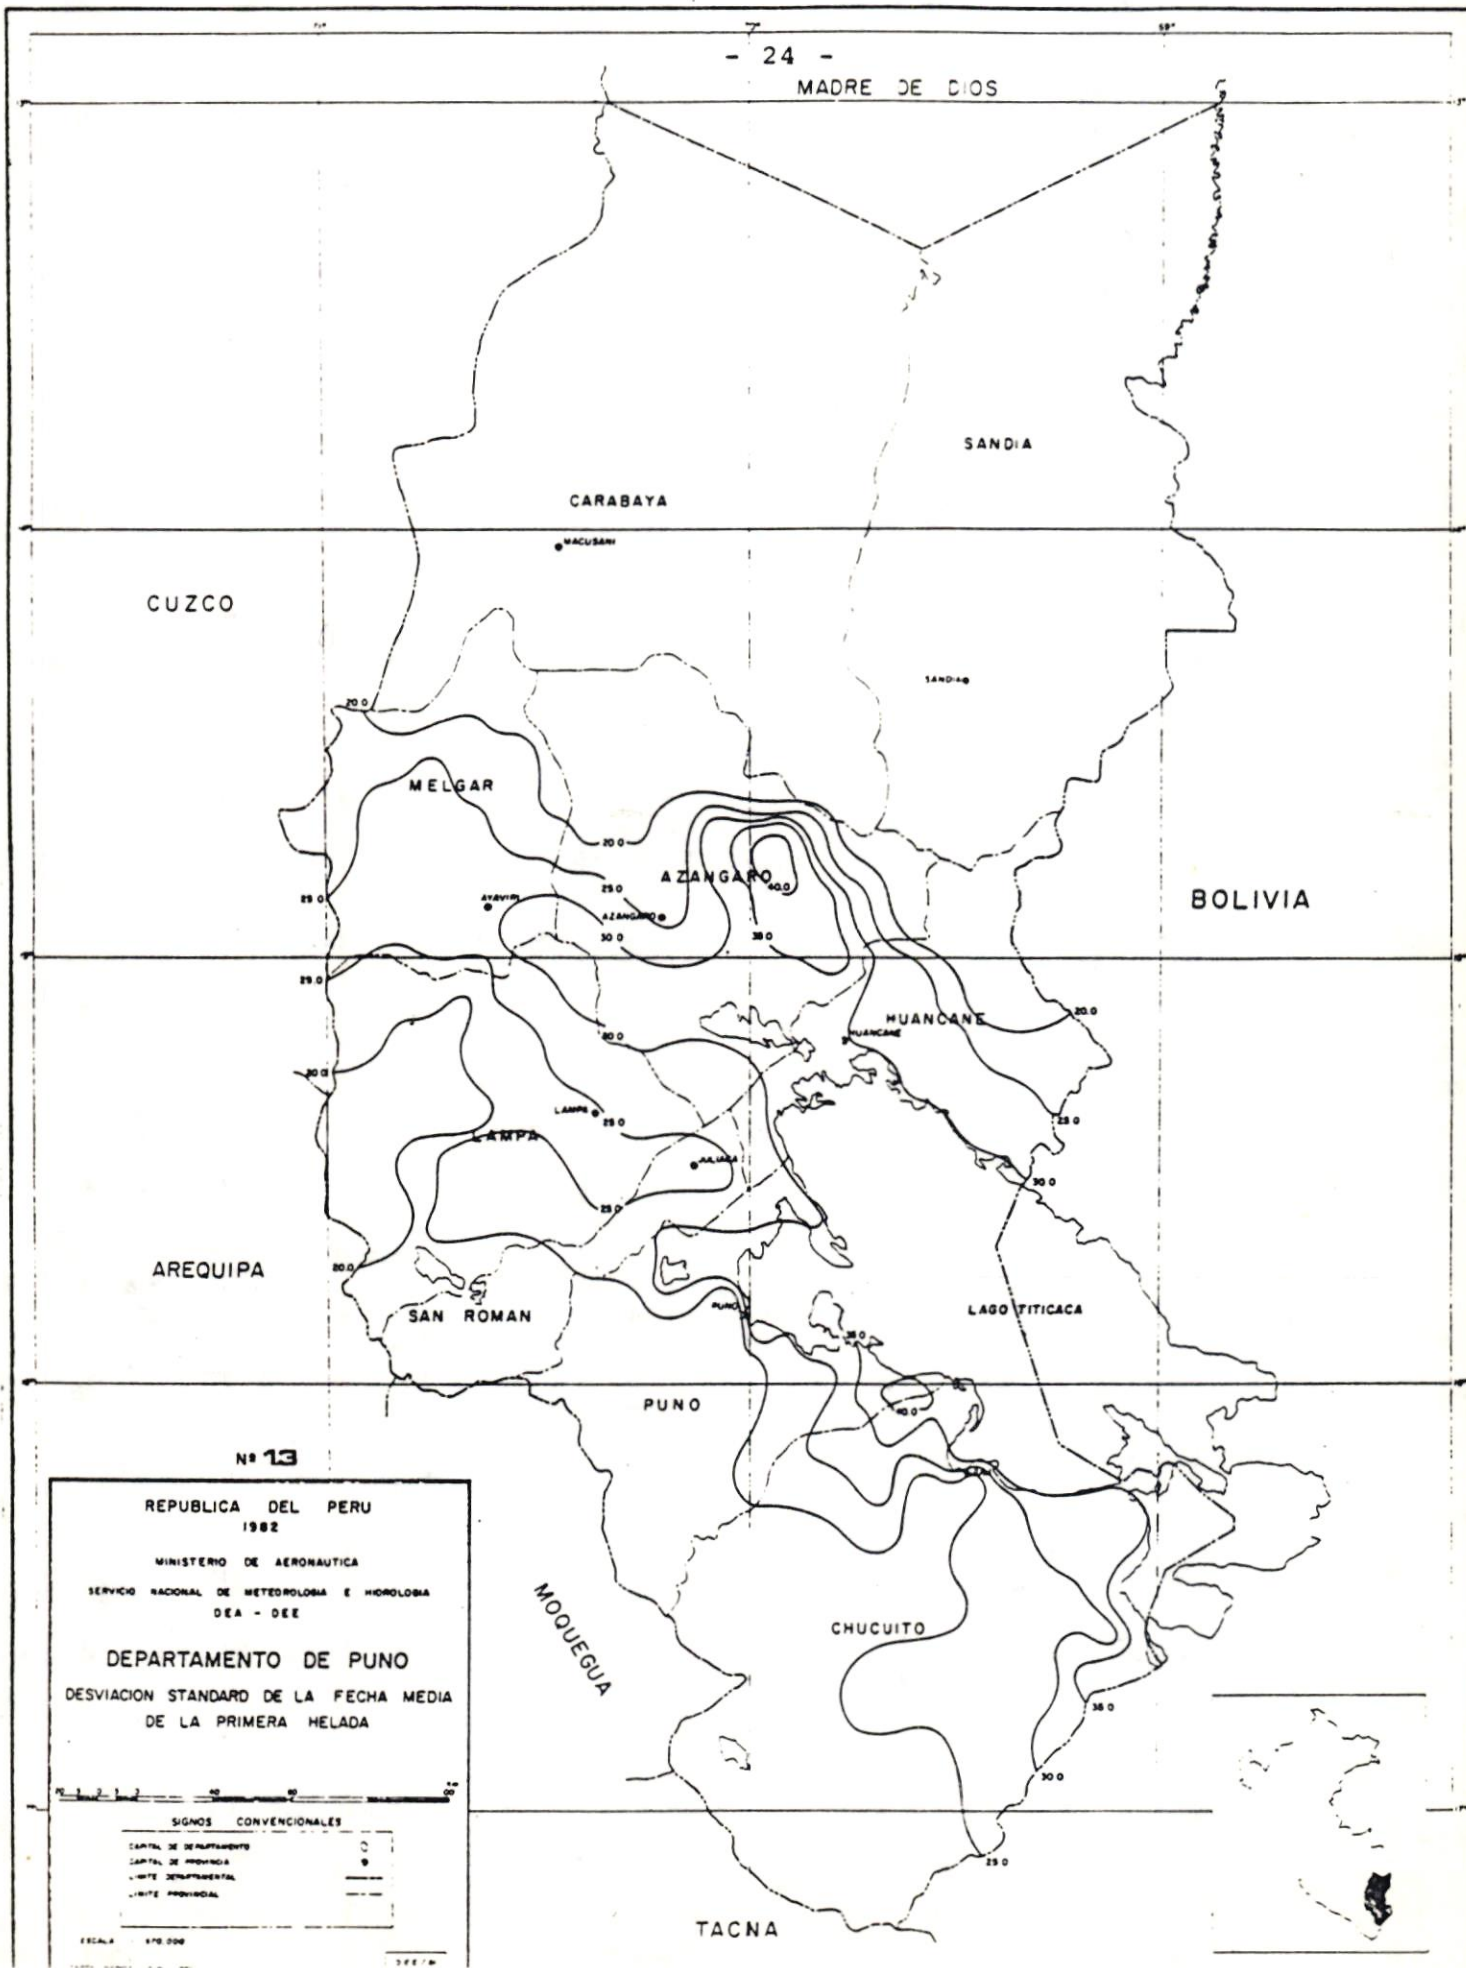 71°
69°
- 24 -
MADRE DE DIOS
SANDIA
CARABAYA
MACUSANI
CUZCO
SANDIA
20.0
MELGAR
20.0
AZANGARO
40.0
25.0
25.0
AYAVIRI
AZANGARO
BOLIVIA
30.0
35.0
25.0
HUANCANE
20.0
HUANCANE
30.0
20.0
LAMPA
25.0
25.0
LAMPA
JULIACA
30.0
25.0
AREQUIPA
20.0
SAN ROMAN
PUNO
LAGO TITICACA
35.0
PUNO
40.0
Nº 13
REPUBLICA DEL PERU
1982
MINISTERIO DE AERONAUTICA
SERVICIO NACIONAL DE METEOROLOGIA E HIDROLOGIA
DEA - DEE
DEPARTAMENTO DE PUNO
DESVIACION STANDARD DE LA FECHA MEDIA
DE LA PRIMERA HELADA
MOQUEGUA
CHUCUITO
35.0
30.0
25.0
SIGNOS CONVENCIONALES
CAPITAL DE DEPARTAMENTO
CAPITAL DE PROVINCIA
LIMITE DEPARTAMENTAL
LIMITE PROVINCIAL
ESCALA
TACNA